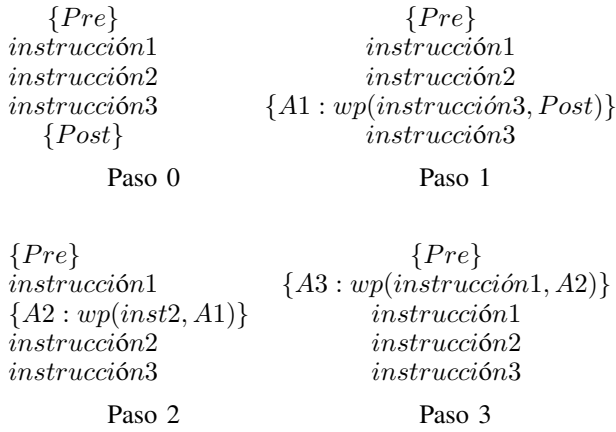 {Pre}
instrucción1
instrucción2
instrucción3
{Post}
Paso 0
{Pre}
instrucción1
instrucción2
{A1 : wp(instrucción3, Post)}
instrucción3
Paso 1
{Pre}
instrucción1
{A2 : wp(inst2, A1)}
instrucción2
instrucción3
Paso 2
{Pre}
{A3 : wp(instrucción1, A2)}
instrucción1
instrucción2
instrucción3
Paso 3